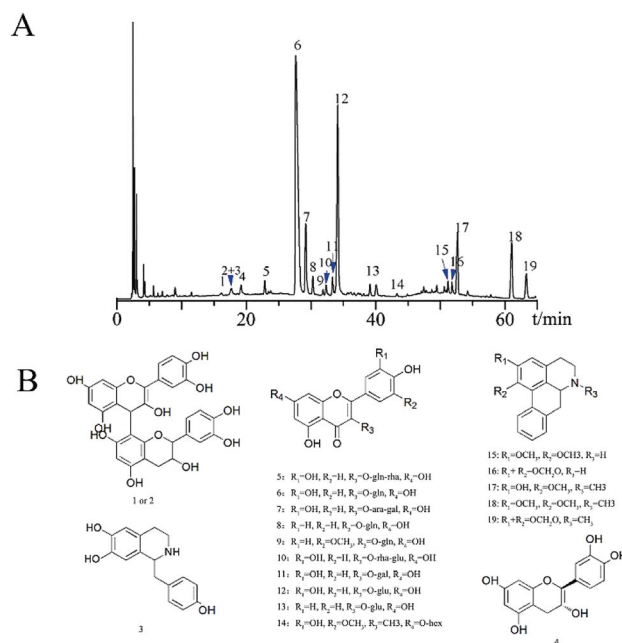 A
6
12
7
17
18
19
11
10
15
16
2+3
1
4
5
8
9
13
14
0
20
40
60
t/min
B
OH
HO
OH
O
OH
OH
OH
HO
O
OH
OH
OH
OH
1 or 2
HO
HO
NH
OH
3
R1
OH
R4
O
R2
R3
OH
O
5: R1=OH, R2=H, R3=O-gln-rha, R4=OH
6: R1=OH, R2=H, R3=O-gln, R4=OH
7: R1=OH, R2=H, R3=O-ara-gal, R4=OH
8: R1=H, R2=H, R3=O-gln, R4=OH
9: R1=H, R2=OCH3, R3=O-gln, R4=OH
10: R1=OH, R2=H, R3=O-rha-glu, R4=OH
11: R1=OH, R2=H, R3=O-gal, R4=OH
12: R1=OH, R2=H, R3=O-glu, R4=OH
13: R1=H, R2=H, R3=O-glu, R4=OH
14: R1=OH, R2=OCH3, R3=CH3, R4=O-hex
R1
R2
N
R3
15: R1=OCH3, R2=OCH3, R3=H
16: R1+ R2=OCH2O, R3=H
17: R1=OH, R2=OCH3, R3=CH3
18: R1=OCH3, R2=OCH3, R3=CH3
19: R1+R2=OCH2O, R3=CH3
OH
OH
HO
O
OH
OH
4